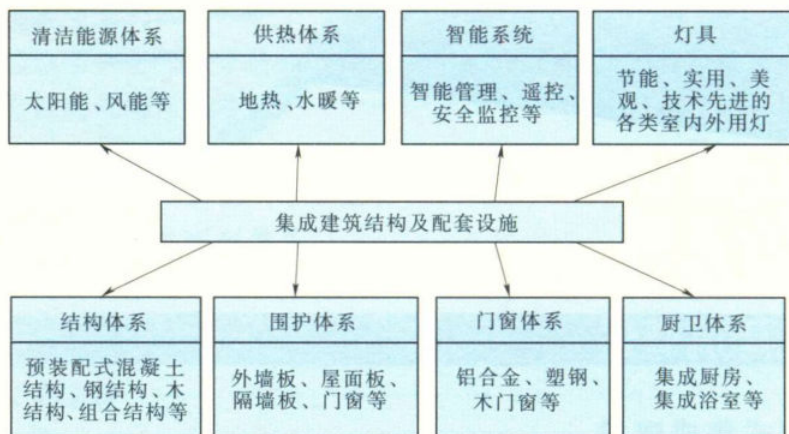 清洁能源体系
太阳能、风能等
供热体系
地热、水暖等
智能系统
智能管理、遥控、
安全监控等
灯具
节能、实用、美
观、技术先进的
各类室内外用灯
集成建筑结构及配套设施
结构体系
预装配式混凝土
结构、钢结构、木
结构、组合结构等
围护体系
外墙板、屋面板、
隔墙板、门窗等
门窗体系
铝合金、塑钢、
木门窗等
厨卫体系
集成厨房、
集成浴室等